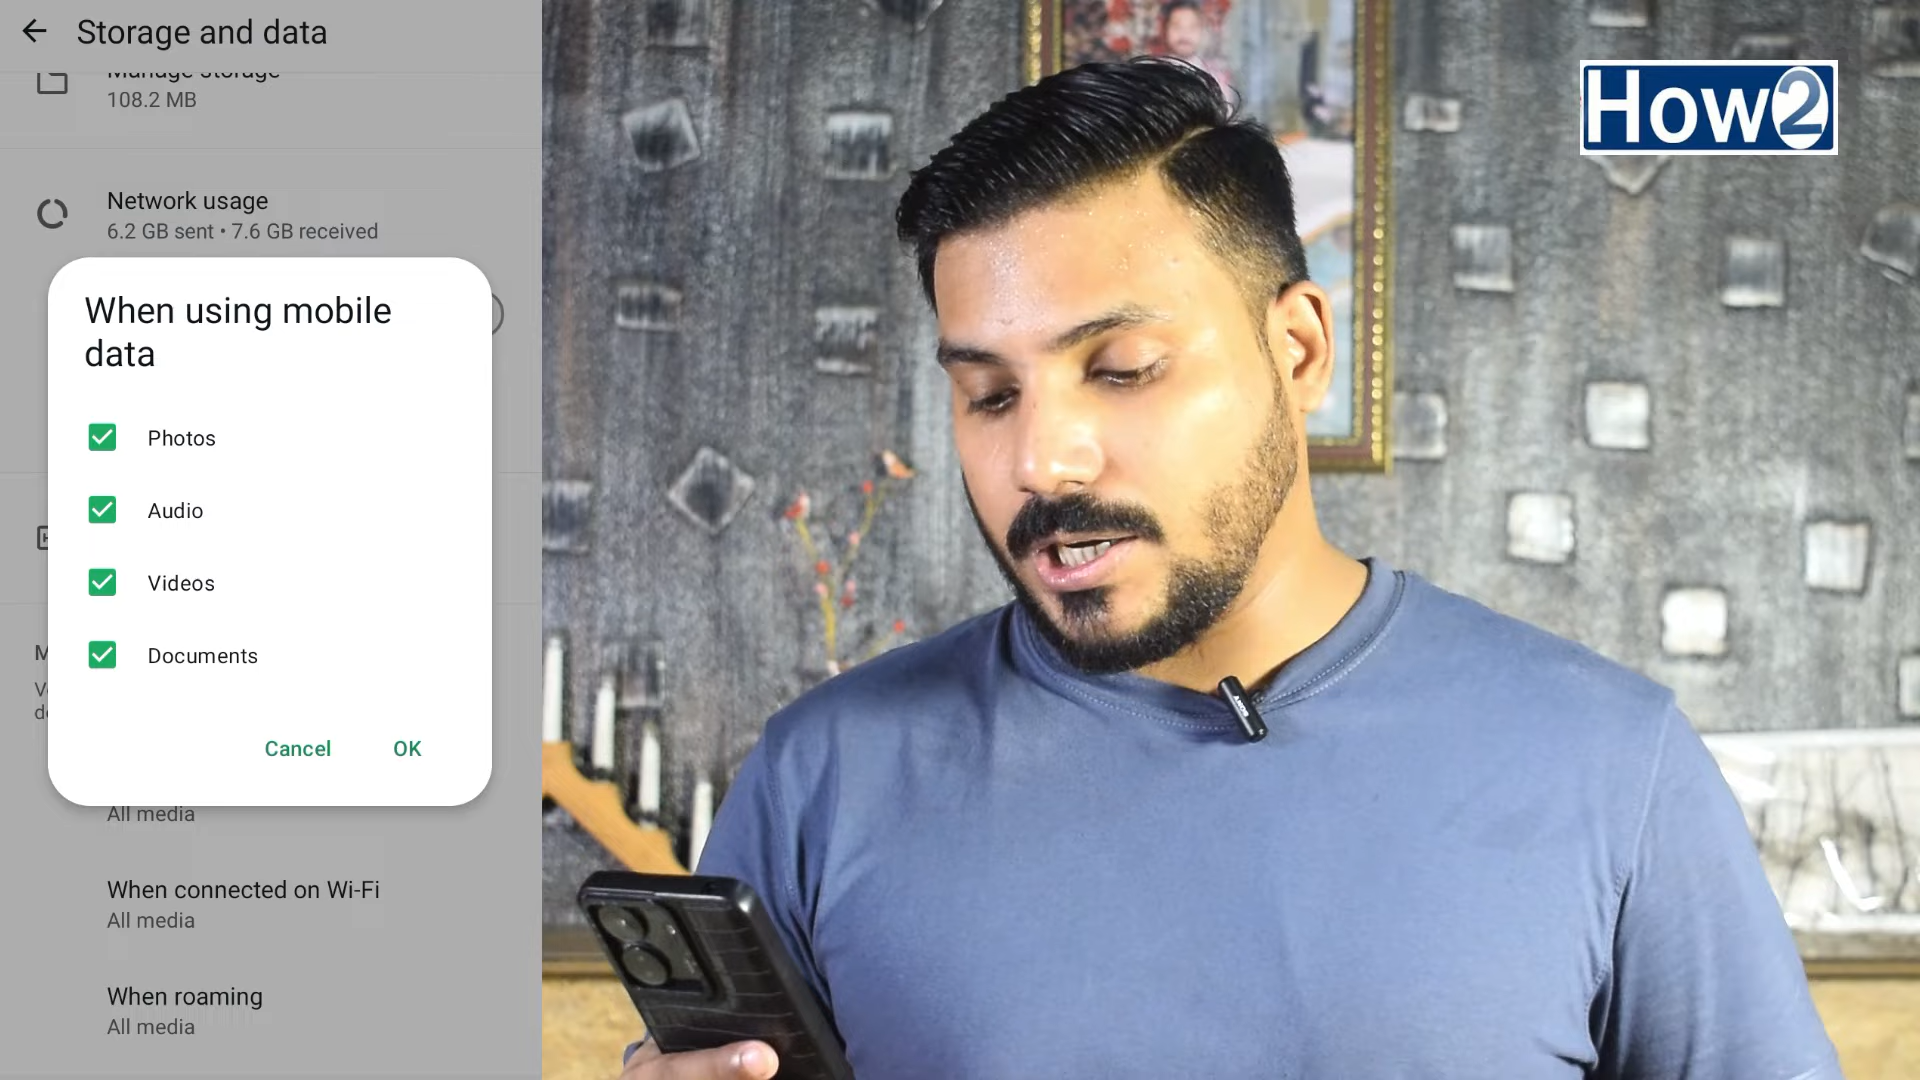 Storage and data
Manage storage
108.2 MB
Network usage
6.2 GB sent • 7.6 GB received
When using mobile
data
Photos
Audio
Videos
Documents
Cancel OK
All media
When connected on Wi-Fi
All media
When roaming
All media
How2